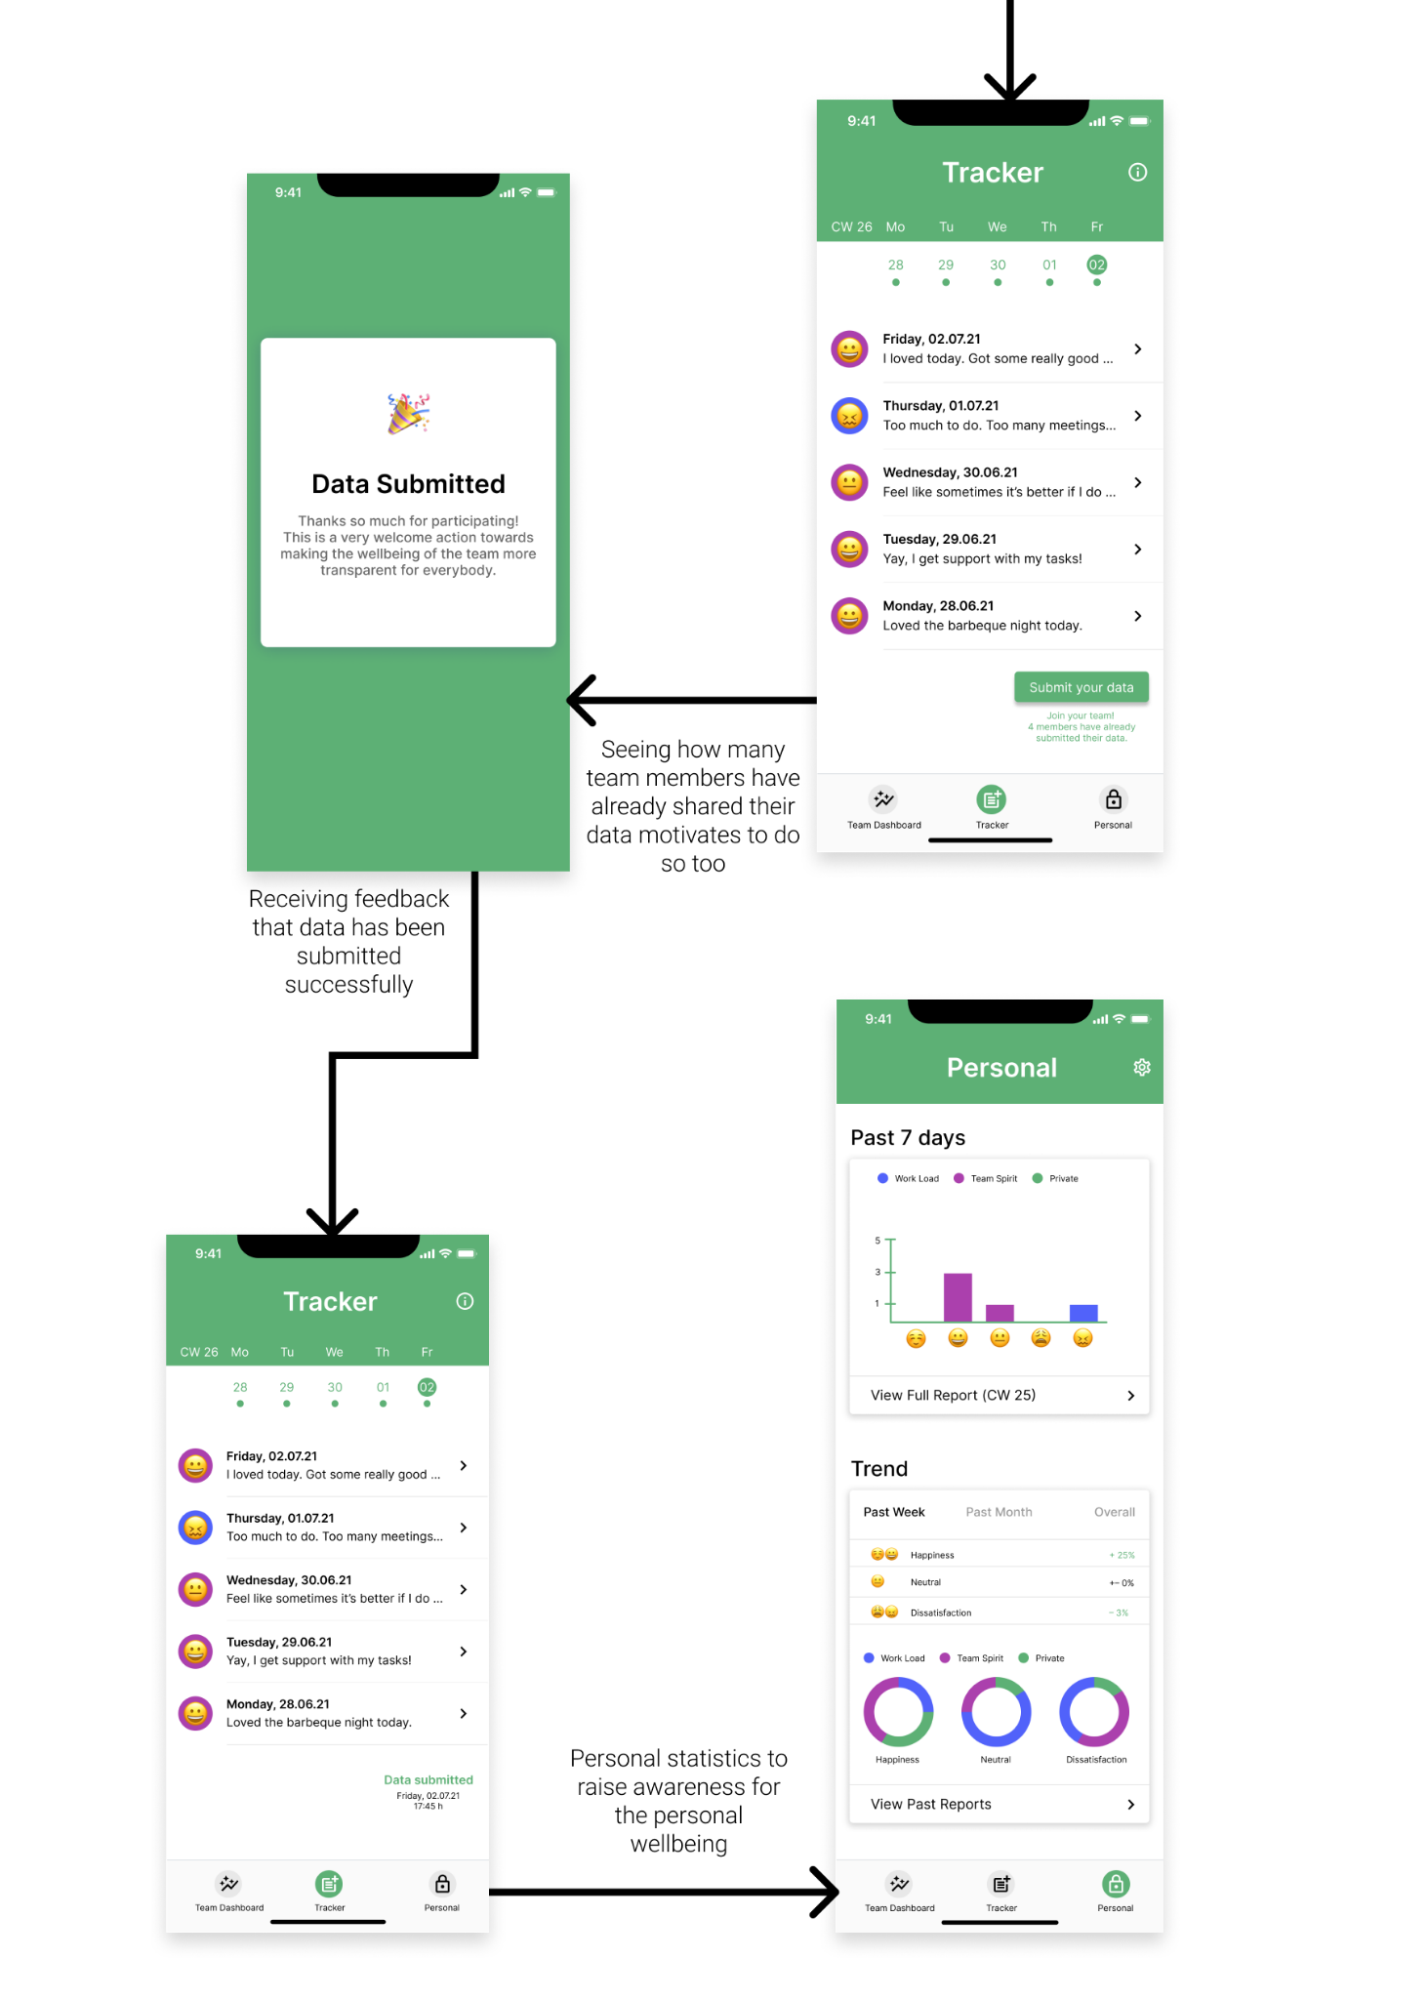 9:41
Tracker
CW 26 Mo Tu We Th Fr
28 29 30 01 02
Friday, 02.07.21
I loved today. Got some really good ...
Thursday, 01.07.21
Too much to do. Too many meetings...
Wednesday, 30.06.21
Feel like sometimes it's better if I do ...
Tuesday, 29.06.21
Yay, I get support with my tasks!
Monday, 28.06.21
Loved the barbeque night today.
Submit your data
Join your team!
4 members have already
submitted their data.
Team Dashboard Tracker Personal
Seeing how many
team members have
already shared their
data motivates to do
so too
9:41
Data Submitted
Thanks so much for participating!
This is a very welcome action towards
making the wellbeing of the team more
transparent for everybody.
Receiving feedback
that data has been
submitted
successfully
9:41
Tracker
CW 26 Mo Tu We Th Fr
28 29 30 01 02
Friday, 02.07.21
I loved today. Got some really good ...
Thursday, 01.07.21
Too much to do. Too many meetings...
Wednesday, 30.06.21
Feel like sometimes it's better if I do ...
Tuesday, 29.06.21
Yay, I get support with my tasks!
Monday, 28.06.21
Loved the barbeque night today.
Data submitted
Friday, 02.07.21
17:45 h
Team Dashboard Tracker Personal
Personal statistics to
raise awareness for
the personal
wellbeing
9:41
Personal
Past 7 days
Work Load Team Spirit Private
5
3
1
View Full Report (CW 25)
Trend
Past Week Past Month Overall
Happiness + 25%
Neutral +- 0%
Dissatisfaction - 3%
Work Load Team Spirit Private
Happiness Neutral Dissatisfaction
View Past Reports
Team Dashboard Tracker Personal